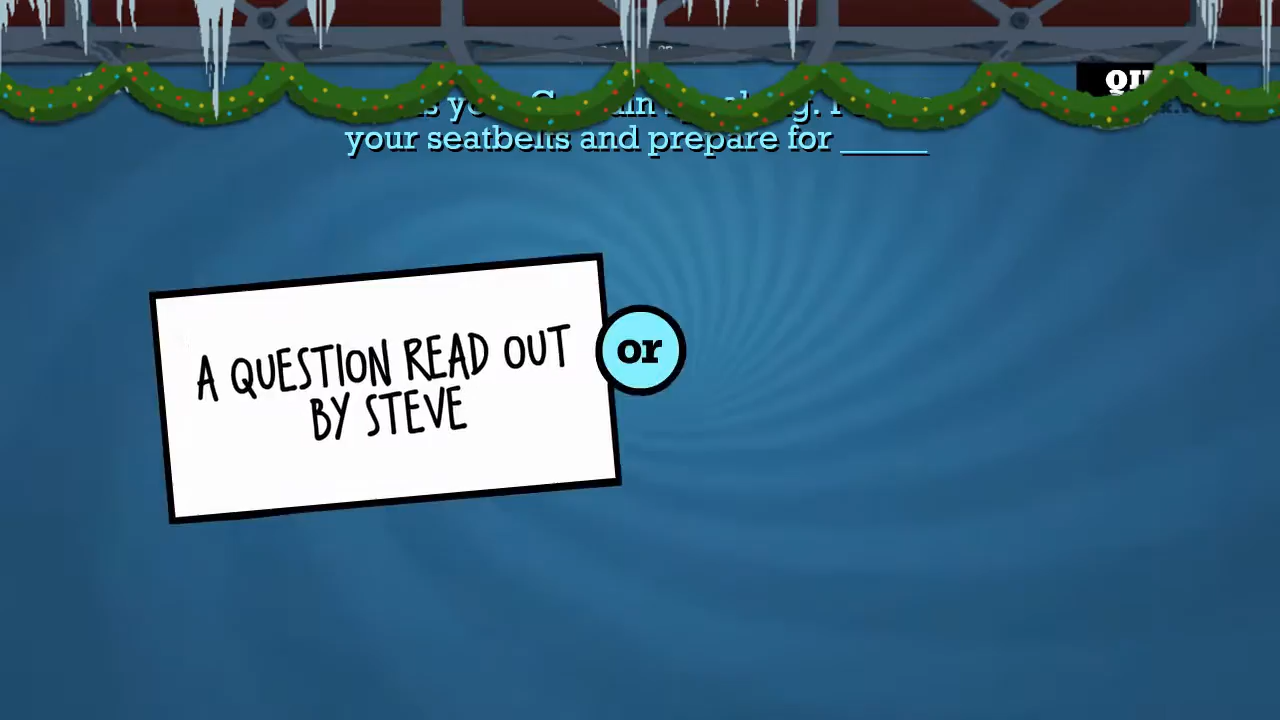 your seatbelts and prepare for _____
A QUESTION READ OUT
BY STEVE
or